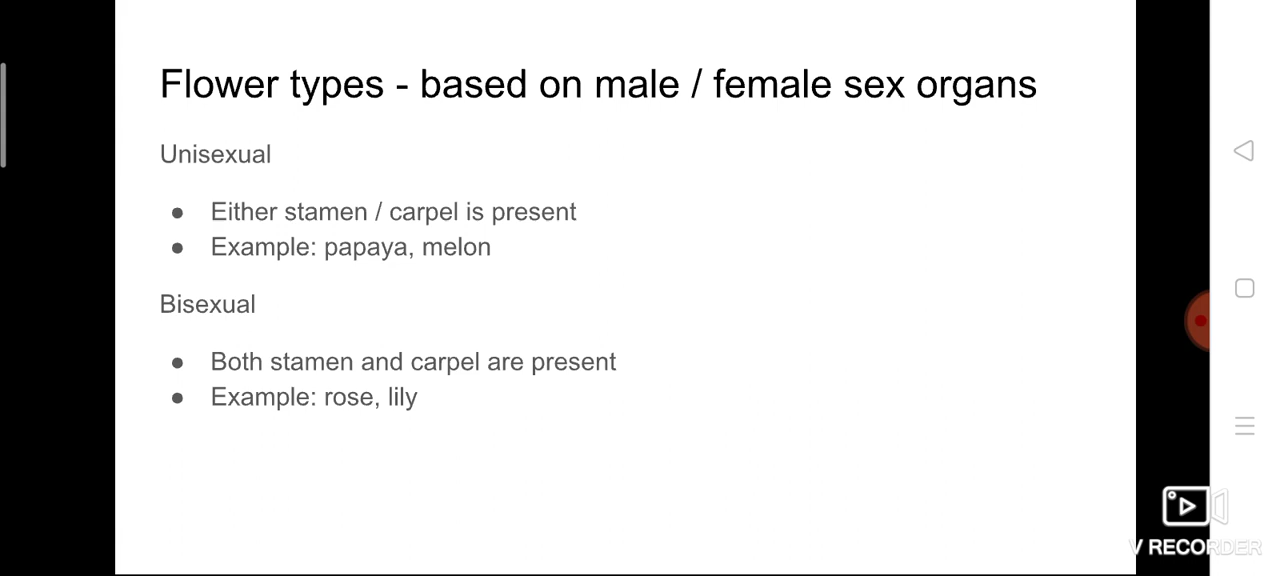 Flower types - based on male / female sex organs
Unisexual
● Either stamen / carpel is present
● Example: papaya, melon
Bisexual
● Both stamen and carpel are present
● Example: rose, lily
V RECORDER